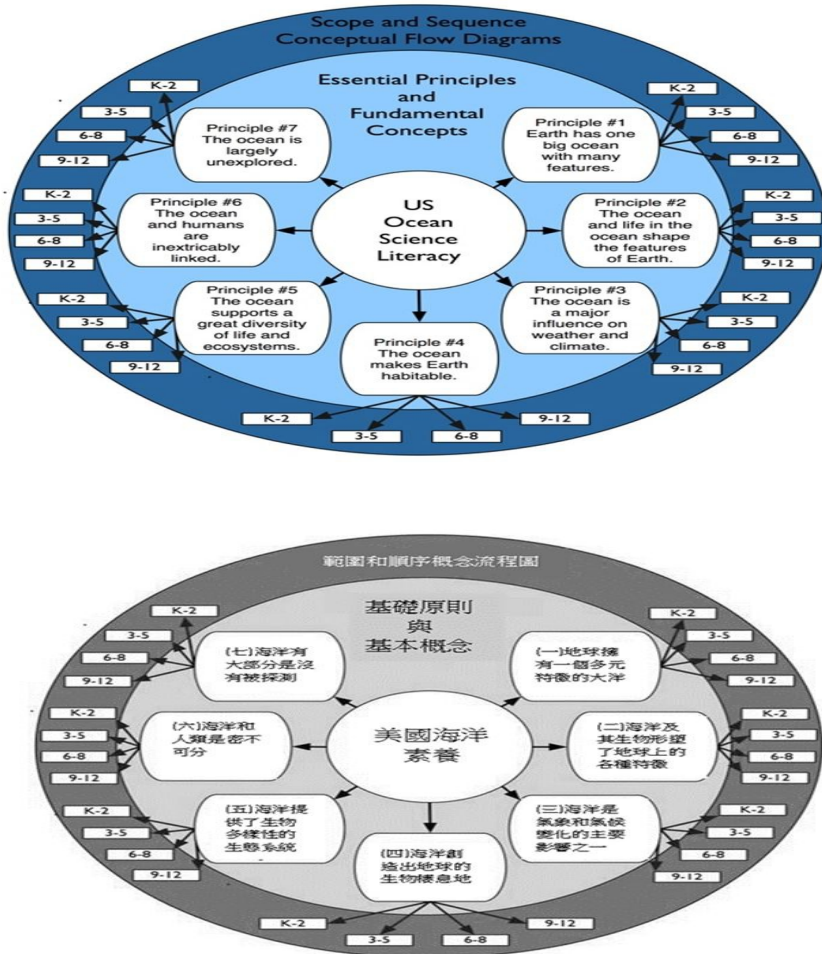 Scope and Sequence
Conceptual Flow Diagrams
Essential Principles
and
Fundamental
Concepts
K-2
3-5
6-8
9-12
Principle #7
The ocean is
largely
unexplored.
Principle #1
Earth has one
big ocean
with many
features.
K-2
3-5
6-8
9-12
K-2
3-5
6-8
9-12
Principle #6
The ocean
and humans
are
inextricably
linked.
US
Ocean
Science
Literacy
Principle #2
The ocean
and life in the
ocean shape
the features
of Earth.
K-2
3-5
6-8
9-12
K-2
3-5
6-8
9-12
Principle #5
The ocean
supports a
great diversity
of life and
ecosystems.
Principle #4
The ocean
makes Earth
habitable.
Principle #3
The ocean is
a major
influence on
weather and
climate.
K-2
3-5
6-8
9-12
K-2
3-5
6-8
9-12
範圍和順序概念流程圖
基礎原則
與
基本概念
K-2
3-5
6-8
9-12
(七)海洋有
大部分是沒
有被探測
(一)地球擁
有一個多元
特徵的大洋
K-2
3-5
6-8
9-12
K-2
3-5
6-8
9-12
(六)海洋和
人類是密不
可分
美國海洋
素養
(二)海洋及
其生物形塑
了地球上的
各種特徵
K-2
3-5
6-8
9-12
K-2
3-5
6-8
9-12
(五)海洋提
供了生物
多樣性的
生態系統
(四)海洋創
造出地球的
生物棲息地
(三)海洋是
氣象和氣候
變化的主要
影響之一
K-2
3-5
6-8
9-12
K-2
3-5
6-8
9-12